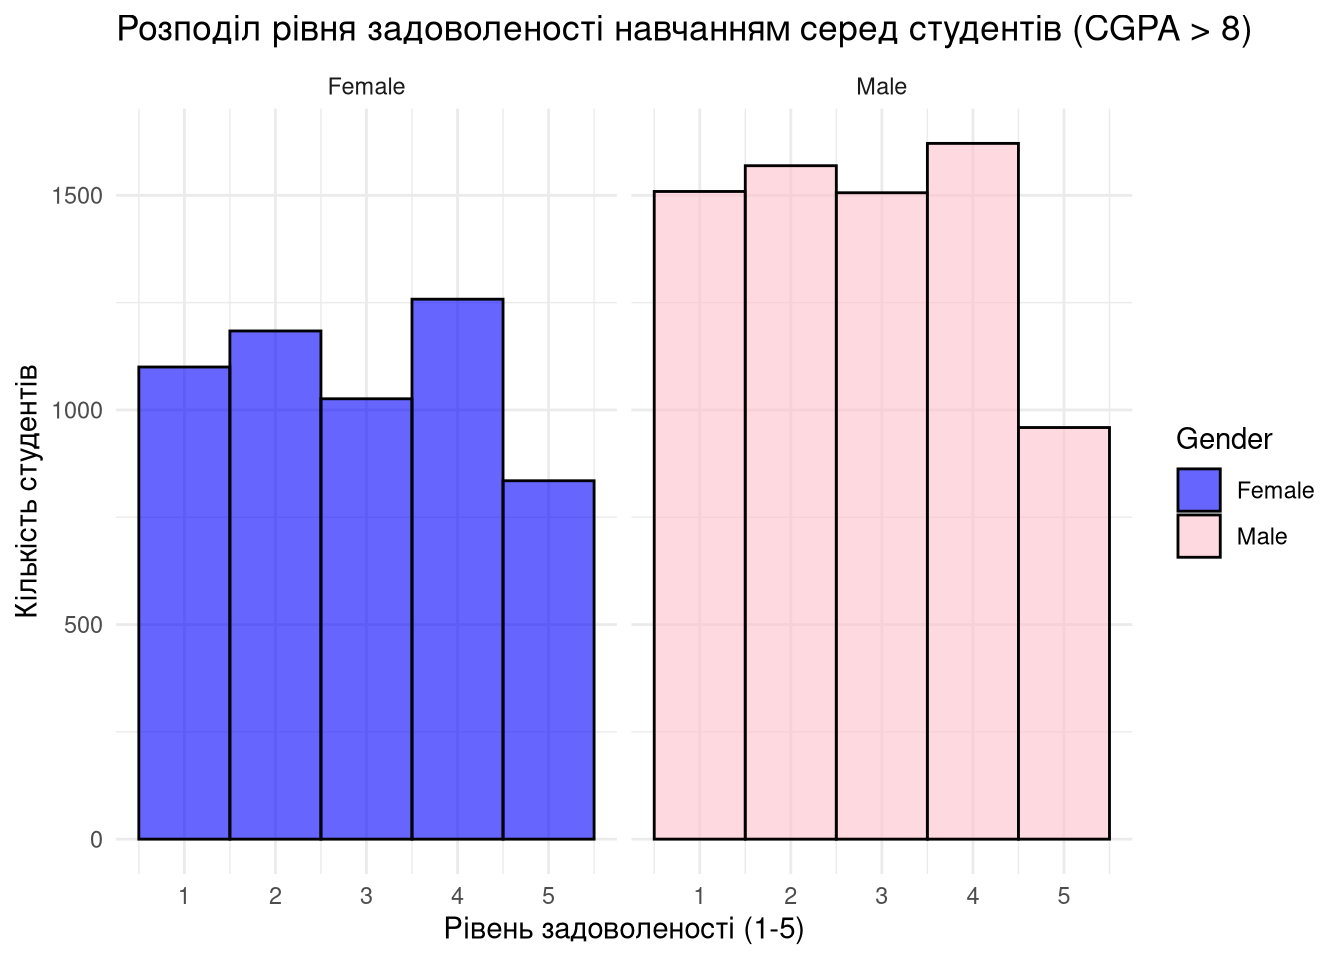 Розподіл рівня задоволеності навчанням серед студентів (CGPA > 8)
Female
Male
1500
1000
500
0
Кількість студентів
1 2 3 4 5
1 2 3 4 5
Рівень задоволеності (1-5)
Gender
Female
Male